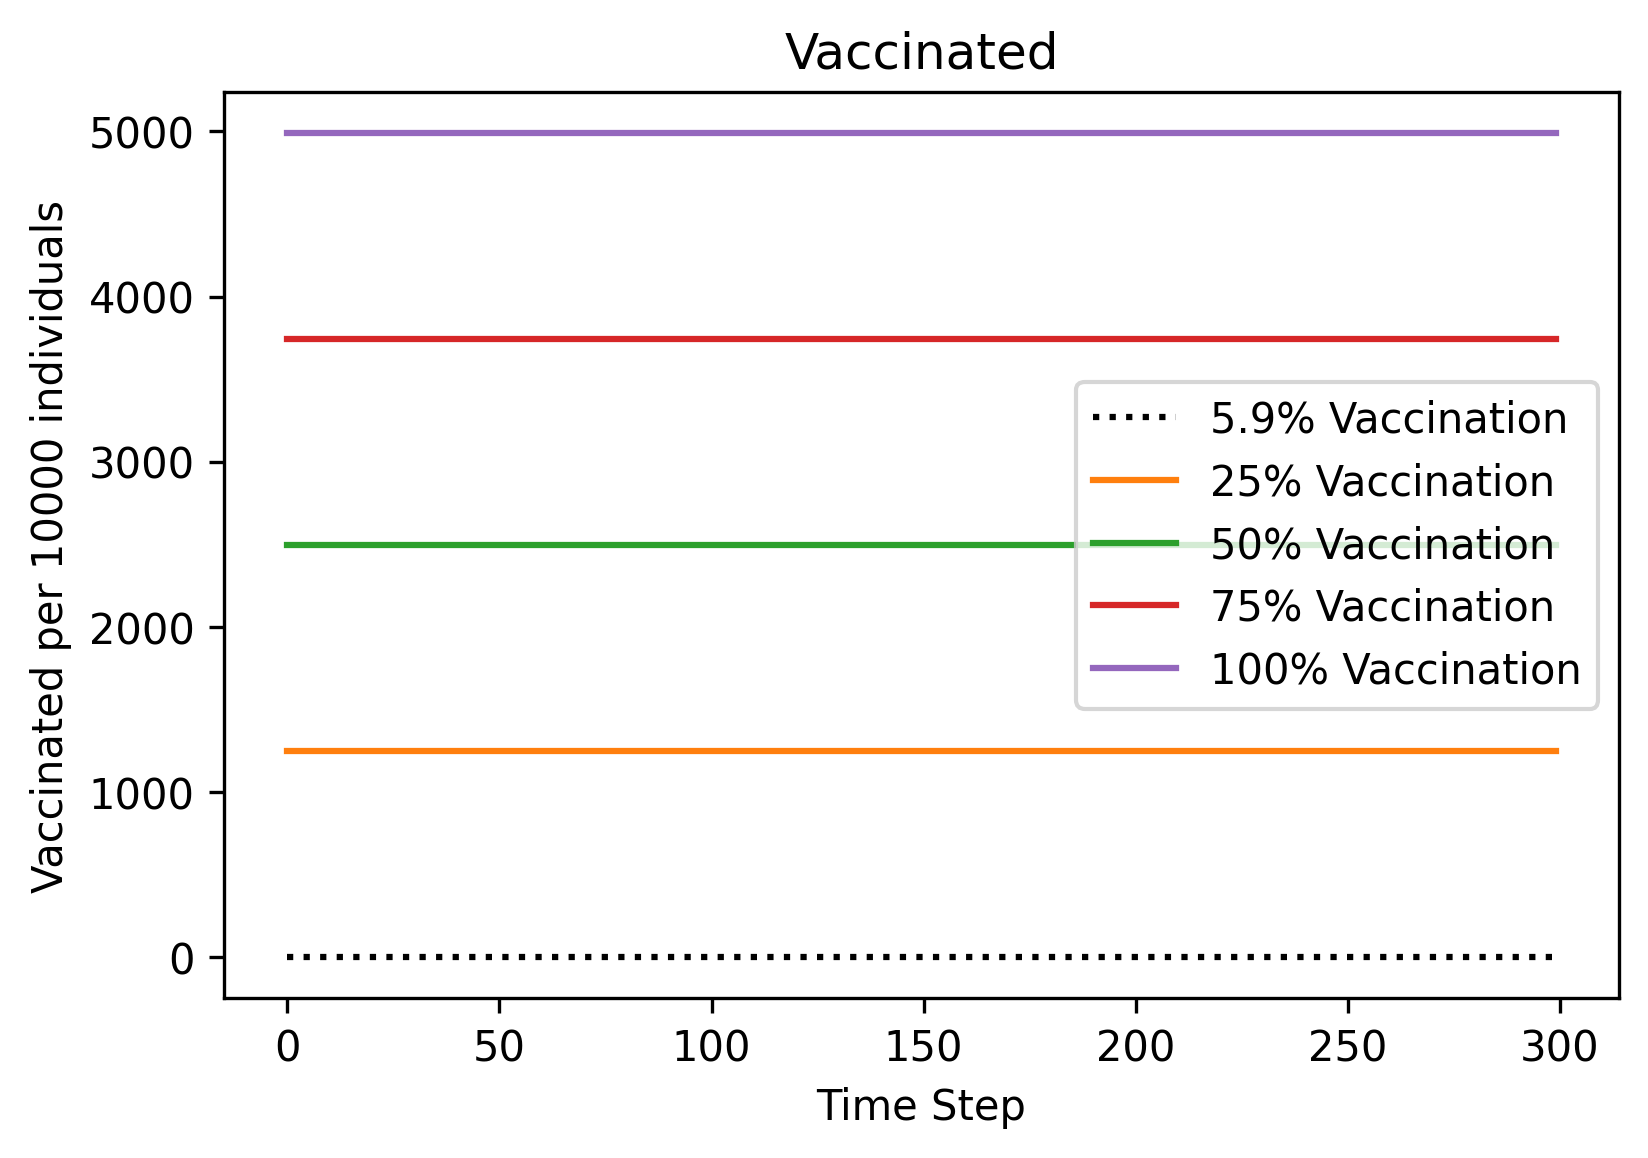 Vaccinated
Vaccinated per 10000 individuals
5000
4000
3000
2000
1000
0
5.9% Vaccination
25% Vaccination
50% Vaccination
75% Vaccination
100% Vaccination
0 50 100 150 200 250 300
Time Step